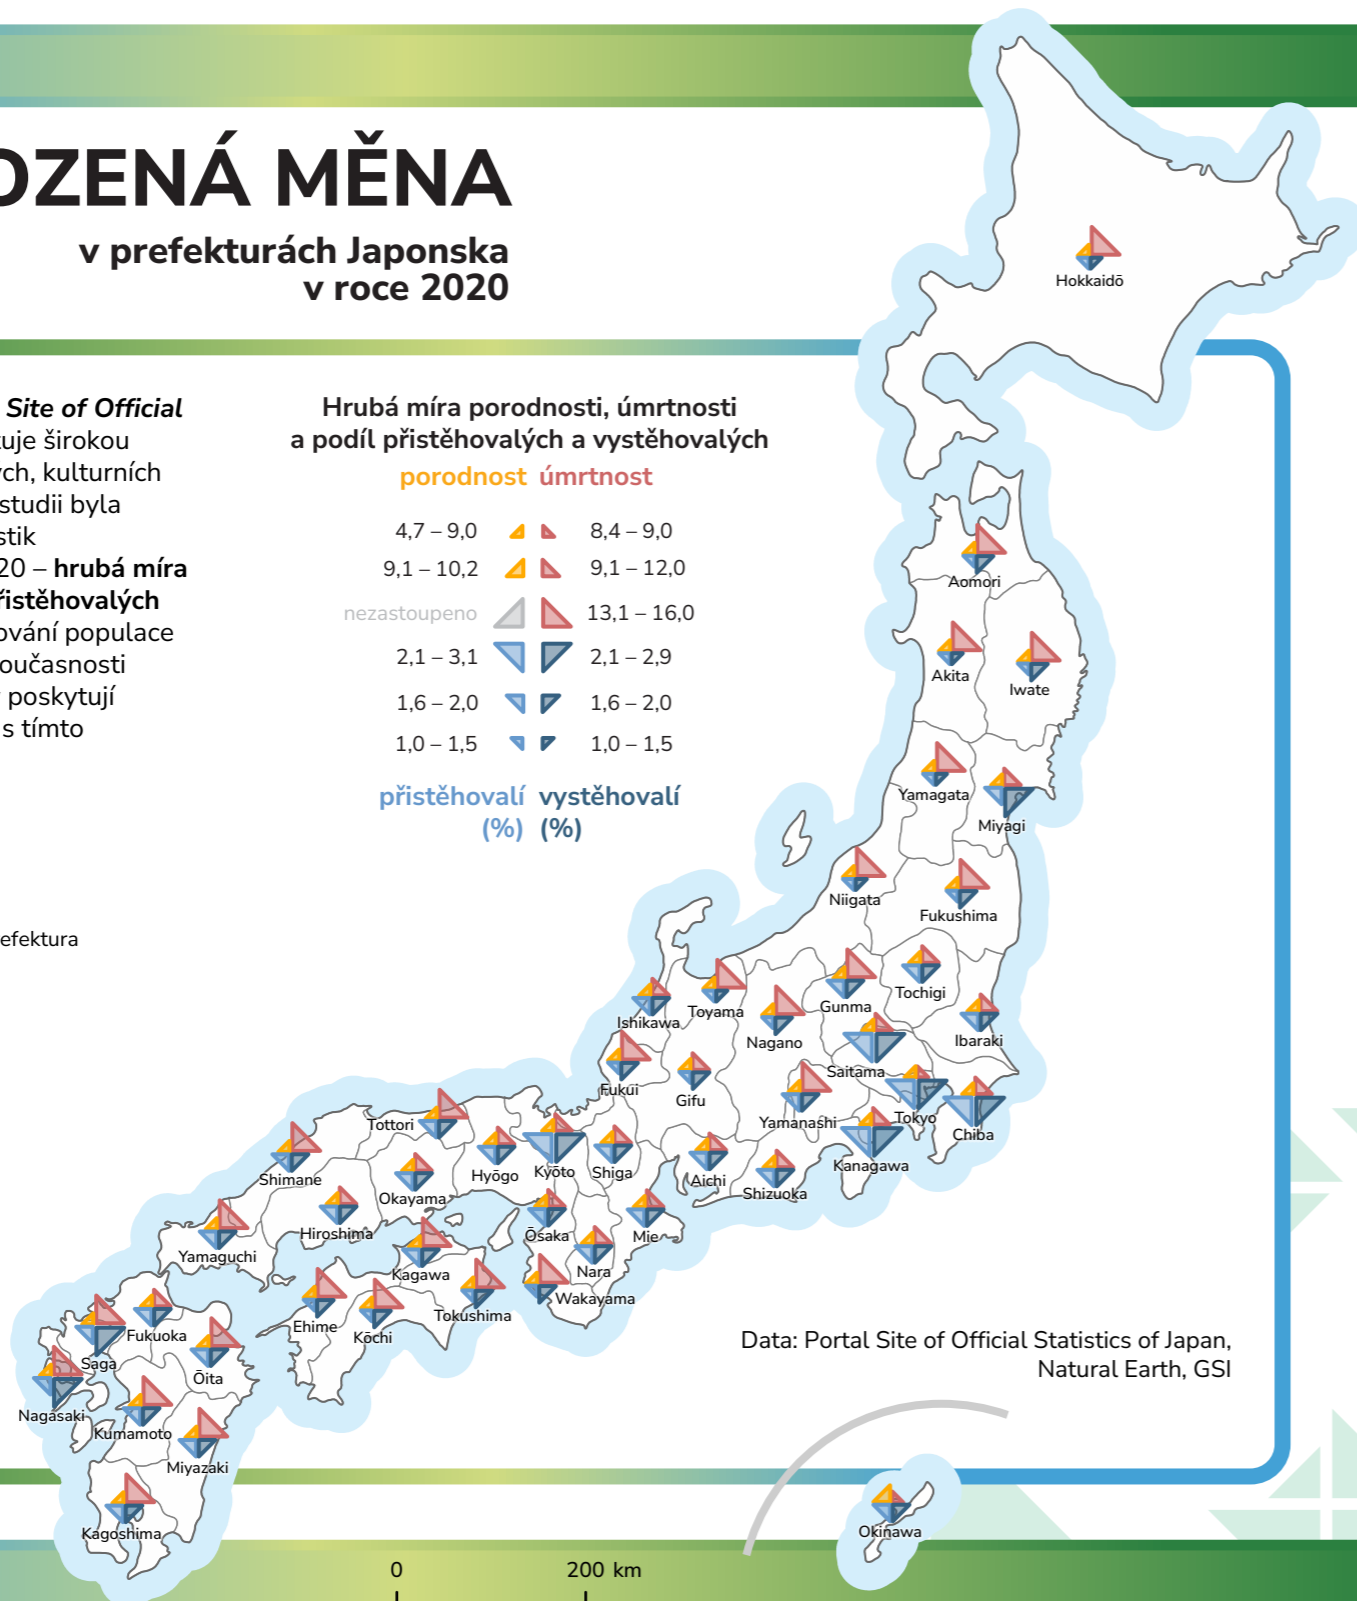 OZENÁ MĚNA
v prefekturách Japonska
v roce 2020
Site of Official
uje širokou
ých, kulturních
studii byla
stik
20 – hrubá míra
řistěhovalých
ování populace
oučasnosti
poskytují
s tímto
efektura
Hrubá míra porodnosti, úmrtnosti
a podíl přistěhovalých a vystěhovalých
porodnost úmrtnost
4,7 – 9,0 8,4 – 9,0
9,1 – 10,2 9,1 – 12,0
nezastoupeno 13,1 – 16,0
2,1 – 3,1 2,1 – 2,9
1,6 – 2,0 1,6 – 2,0
1,0 – 1,5 1,0 – 1,5
přistěhovalí vystěhovalí
(%) (%)
Hokkaidō
Aomori
Akita
Iwate
Yamagata
Miyagi
Niigata
Fukushima
Tochigi
Gunma
Toyama
Ishikawa
Nagano
Ibaraki
Saitama
Fukui
Gifu
Yamanashi
Tokyo
Chiba
Tottori
Kanagawa
Shimane
Hyōgo
Kyōto
Shiga
Aichi
Shizuoka
Okayama
Hiroshima
Ōsaka
Mie
Yamaguchi
Kagawa
Nara
Wakayama
Tokushima
Ehime
Kōchi
Fukuoka
Saga
Ōita
Nagasaki
Kumamoto
Miyazaki
Kagoshima
Okinawa
Data: Portal Site of Official Statistics of Japan,
Natural Earth, GSI
0 200 km